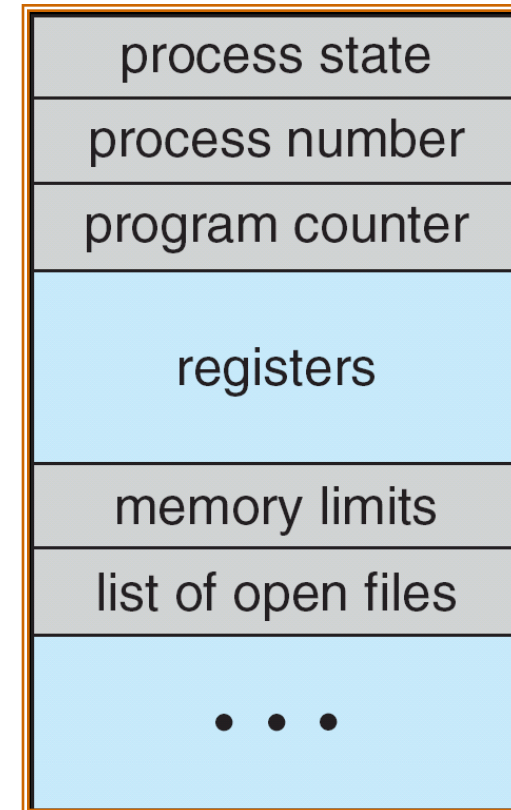 process state
process number
program counter
registers
memory limits
list of open files
• • •